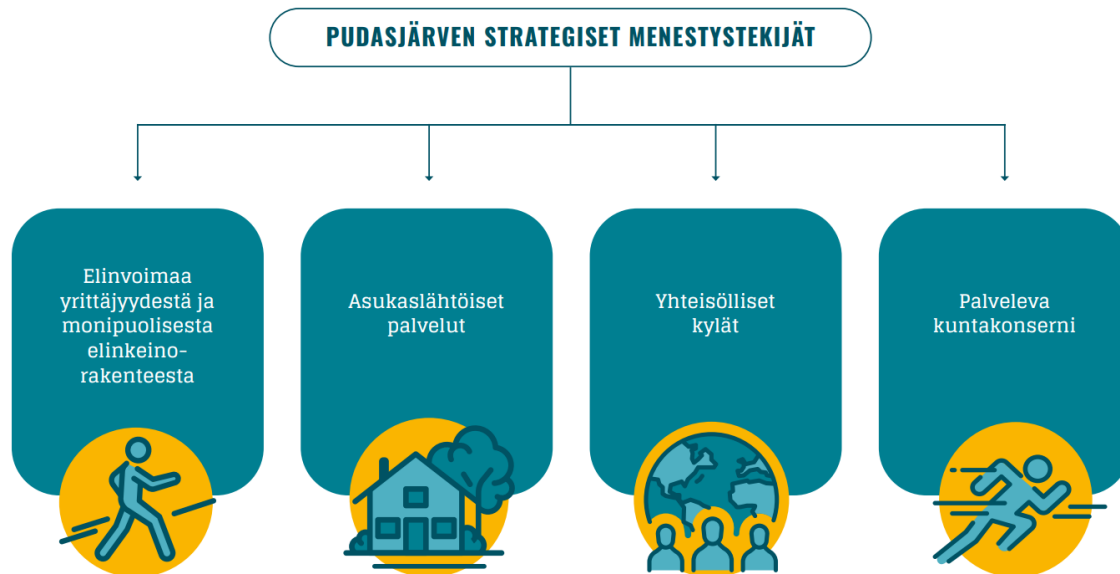 PUDASJÄRVEN STRATEGISET MENESTYSTEKIJÄT
Elinvoimaa
yrittäjyydestä ja
monipuolisesta
elinkeino-
rakenteesta
Asukaslähtöiset
palvelut
Yhteisölliset
kylät
Palveleva
kuntakonserni